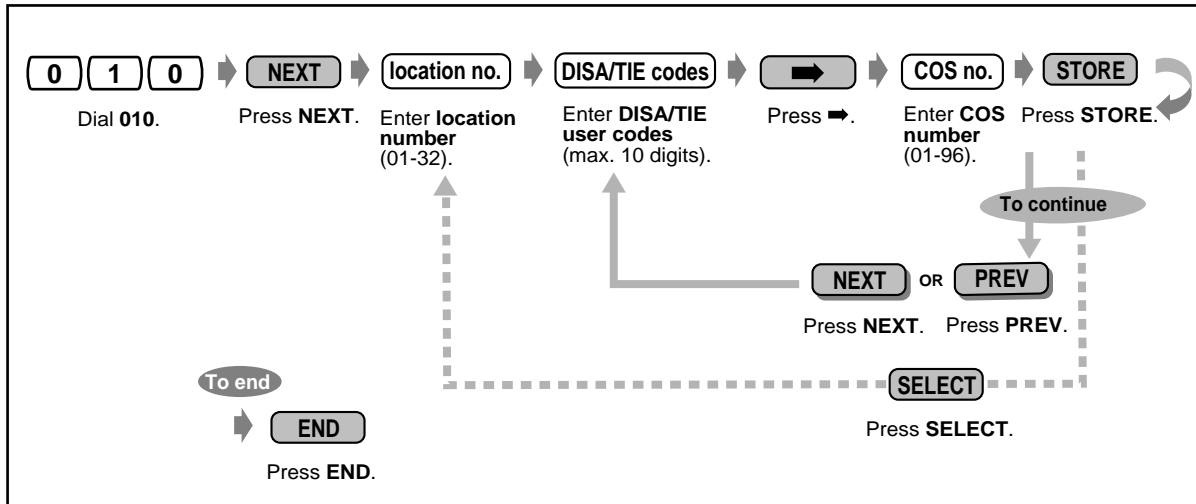 0 1 0 NEXT location no. DISA/TIE codes ➡ COS no. STORE
Dial 010.
Press NEXT.
Enter location
number
(01-32).
Enter DISA/TIE
user codes
(max. 10 digits).
Press ➡.
Enter COS
number
(01-96).
Press STORE.
To continue
NEXT OR PREV
Press NEXT. Press PREV.
To end
SELECT
Press SELECT.
END
Press END.